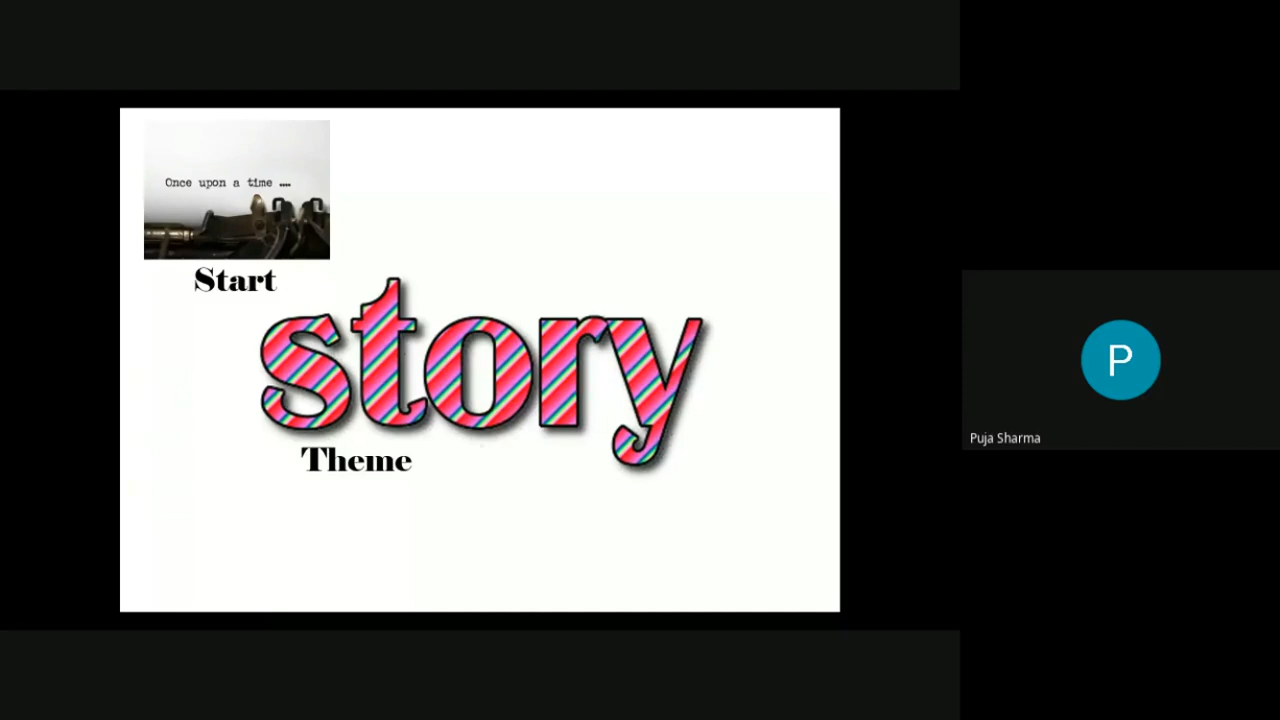 Once upon a time ....
Start
story
Theme
P
Puja Sharma